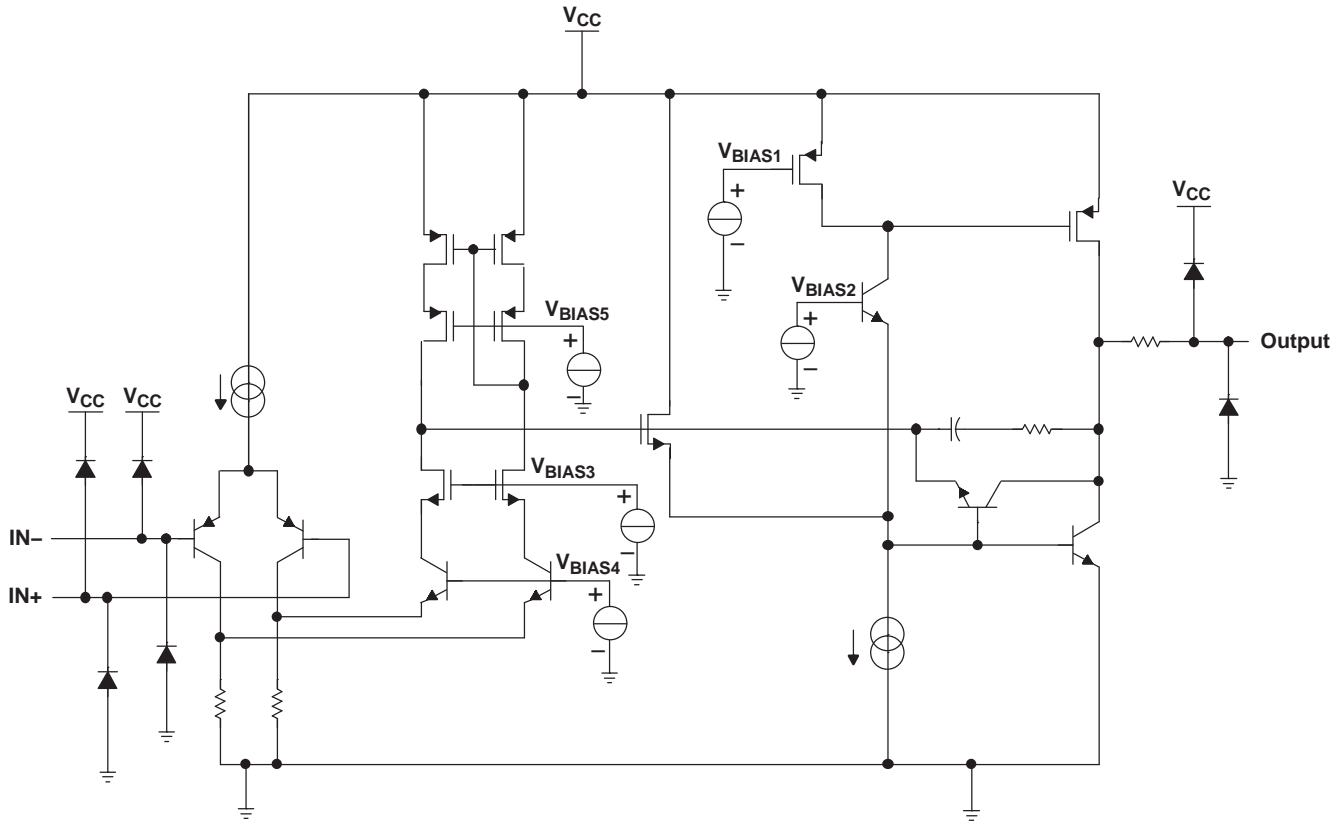 VCC
VBIAS1
VCC
VBIAS2
VBIAS5
Output
VCC
VCC
VBIAS3
IN−
VBIAS4
IN+